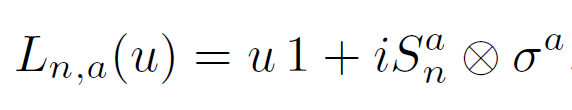 L_{n,a}(u) = u 1 + iS_n^a ⊗ σ^a.